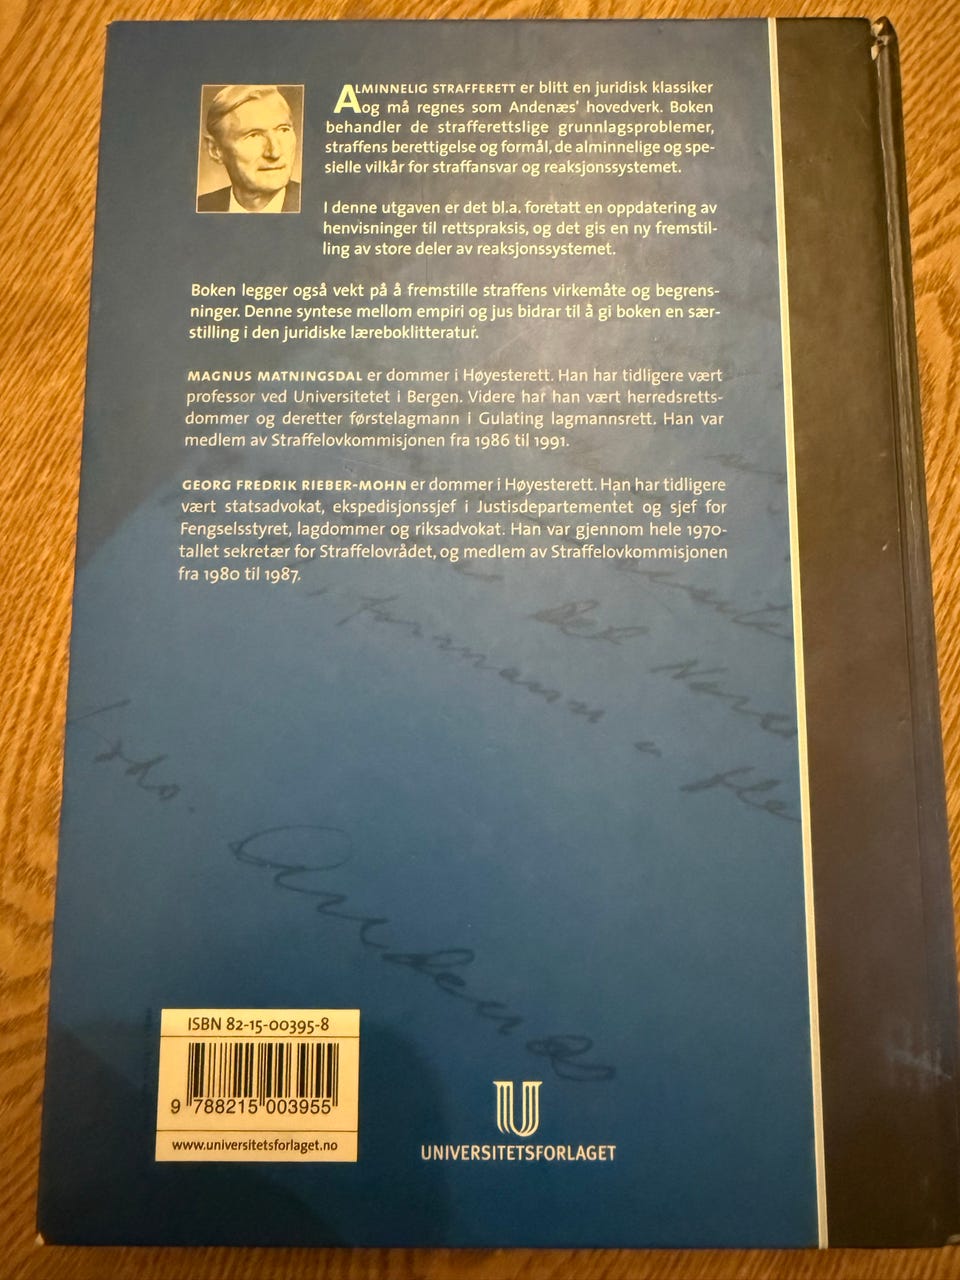 ALMINNELIG STRAFFERETT er blitt en juridisk klassiker
og må regnes som Andenæs' hovedverk. Boken
behandler de strafferettslige grunnlagsproblemer,
straffens berettigelse og formål, de alminnelige og spe-
sielle vilkår for straffansvar og reaksjonssystemet.
I denne utgaven er det bl.a. foretatt en oppdatering av
henvisninger til rettspraksis, og det gis en ny fremstil-
ling av store deler av reaksjonssystemet.
Boken legger også vekt på å fremstille straffens virkemåte og begrens-
ninger. Denne syntese mellom empiri og jus bidrar til å gi boken en sær-
stilling i den juridiske læreboklitteratur.
MAGNUS MATNINGSDAL er dommer i Høyesterett. Han har tidligere vært
professor ved Universitetet i Bergen. Videre har han vært herredsretts-
dommer og deretter førstelagmann i Gulating lagmannsrett. Han var
medlem av Straffelovkommisjonen fra 1986 til 1991.
GEORG FREDRIK RIEBER-MOHN er dommer i Høyesterett. Han har tidligere
vært statsadvokat, ekspedisjonssjef i Justisdepartementet og sjef for
Fengselsstyret, lagdommer og riksadvokat. Han var gjennom hele 1970-
tallet sekretær for Straffelovrådet, og medlem av Straffelovkommisjonen
fra 1980 til 1987.
Det Norske
formann
Andenæs
ISBN 82-15-00395-8
9 788215 003955
www.universitetsforlaget.no
UNIVERSITETSFORLAGET